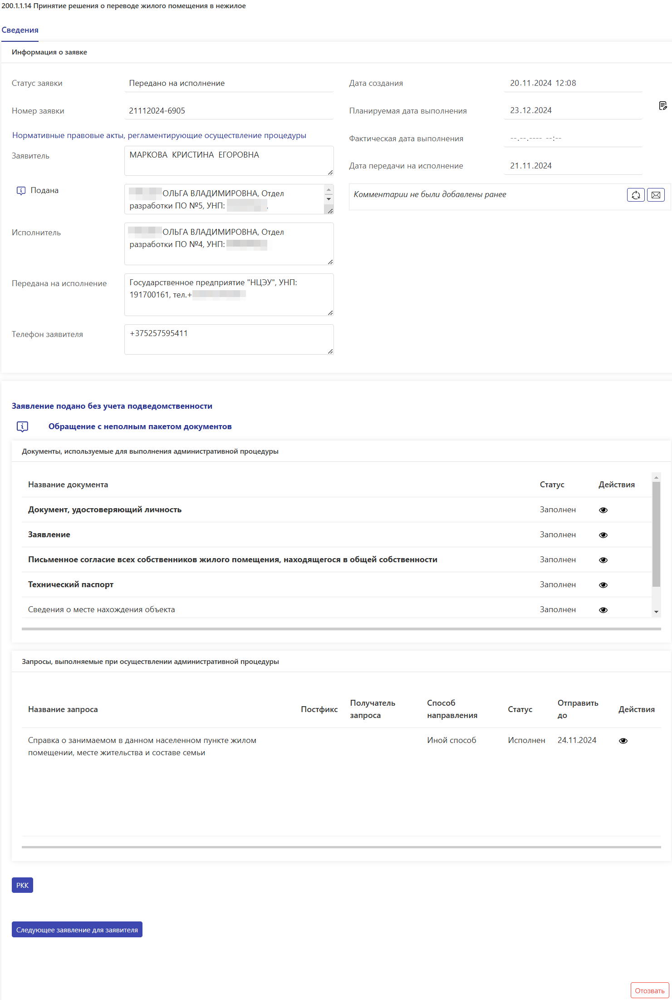 200.1.1.14 Принятие решения о переводе жилого помещения в нежилое
Сведения
Информация о заявке
Статус заявки
Передано на исполнение
Номер заявки
21112024-6905
Нормативные правовые акты, регламентирующие осуществление процедуры
Заявитель
МАРКОВА КРИСТИНА ЕГОРОВНА
Подана
ОЛЬГА ВЛАДИМИРОВНА, Отдел
разработки ПО №5, УНП:
Исполнитель
ОЛЬГА ВЛАДИМИРОВНА, Отдел
разработки ПО №4, УНП:
Передана на исполнение
Государственное предприятие "НЦЭУ", УНП:
191700161, тел.+
Телефон заявителя
+375257595411
Дата создания
20.11.2024 12:08
Планируемая дата выполнения
23.12.2024
Фактическая дата выполнения
--.--.---- --:--
Дата передачи на исполнение
21.11.2024
Комментарии не были добавлены ранее
Заявление подано без учета подведомственности
Обращение с неполным пакетом документов
Документы, используемые для выполнения административной процедуры
Название документа Статус Действия
Документ, удостоверяющий личность Заполнен
Заявление Заполнен
Письменное согласие всех собственников жилого помещения, находящегося в общей собственности Заполнен
Технический паспорт Заполнен
Сведения о месте нахождения объекта Заполнен
Запросы, выполняемые при осуществлении административной процедуры
Название запроса
Постфикс
Получатель
запроса
Способ
направления
Статус
Отправить
до
Действия
Справка о занимаемом в данном населенном пункте жилом
помещении, месте жительства и составе семьи
Иной способ
Исполнен
24.11.2024
РКК
Следующее заявление для заявителя
Отозвать